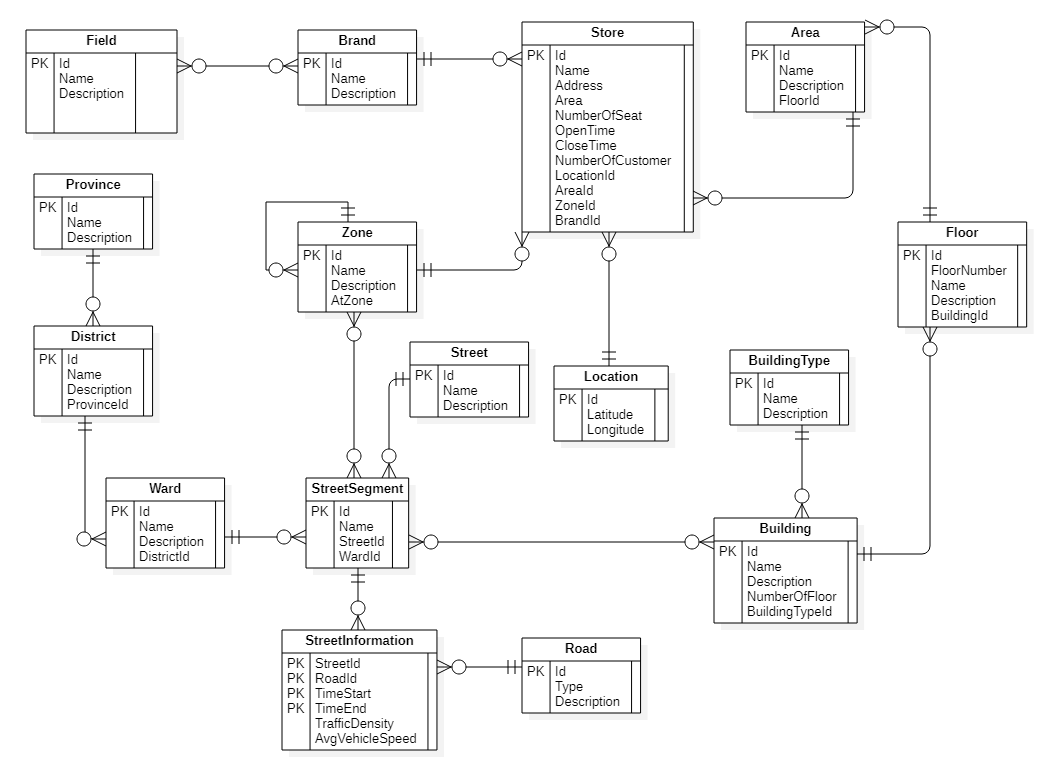 Field
PK Id
Name
Description
Brand
PK Id
Name
Description
Store
PK Id
Name
Address
Area
NumberOfSeat
OpenTime
CloseTime
NumberOfCustomer
LocationId
AreaId
ZoneId
BrandId
Area
PK Id
Name
Description
FloorId
Province
PK Id
Name
Description
Zone
PK Id
Name
Description
AtZone
Floor
PK Id
FloorNumber
Name
Description
BuildingId
District
PK Id
Name
Description
ProvinceId
Street
PK Id
Name
Description
Location
PK Id
Latitude
Longitude
BuildingType
PK Id
Name
Description
Ward
PK Id
Name
Description
DistrictId
StreetSegment
PK Id
Name
StreetId
WardId
Building
PK Id
Name
Description
NumberOfFloor
BuildingTypeId
StreetInformation
PK StreetId
PK RoadId
PK TimeStart
PK TimeEnd
TrafficDensity
AvgVehicleSpeed
Road
PK Id
Type
Description